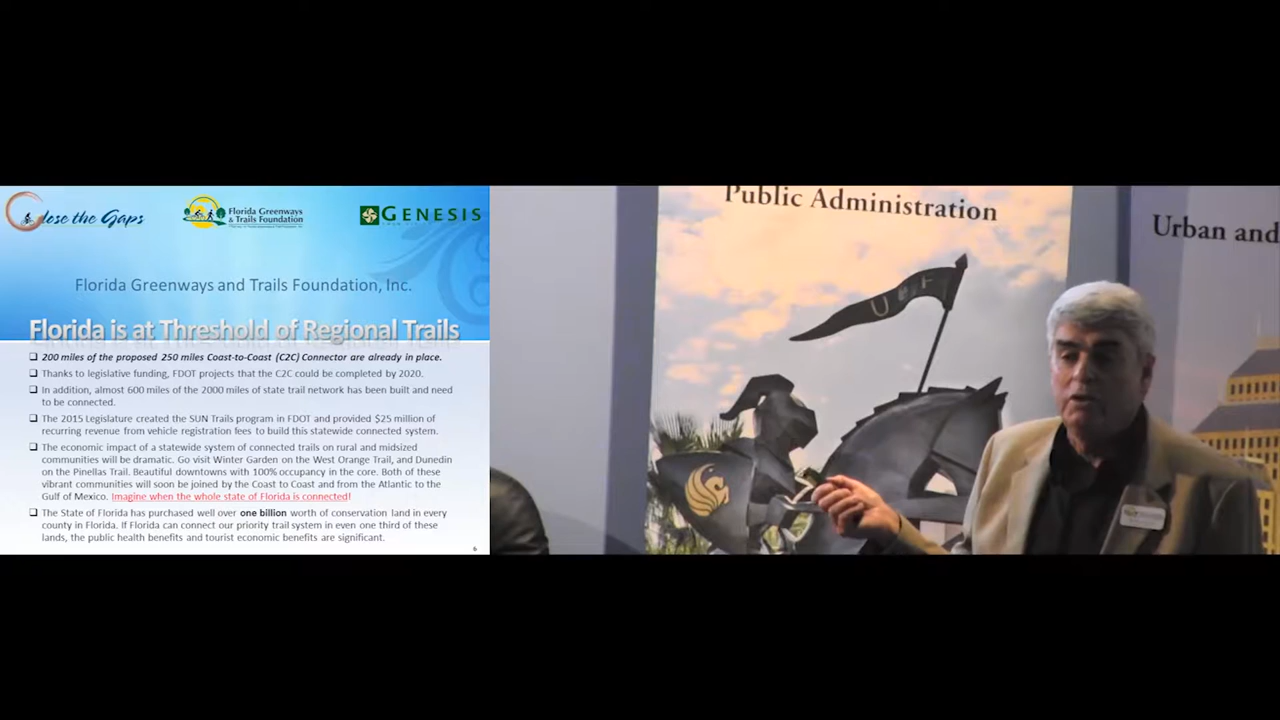 Close the Gaps
Florida Greenways
& Trails Foundation
GENESIS
Florida Greenways and Trails Foundation, Inc.
Florida is at Threshold of Regional Trails
200 miles of the proposed 250 miles Coast-to-Coast (C2C) Connector are already in place.
Thanks to legislative funding, FDOT projects that the C2C could be completed by 2020.
In addition, almost 600 miles of the 2000 miles of state trail network has been built and need
to be connected.
The 2015 Legislature created the SUN Trails program in FDOT and provided $25 million of
recurring revenue from vehicle registration fees to build this statewide connected system.
The economic impact of a statewide system of connected trails on rural and midsized
communities will be dramatic. Go visit Winter Garden on the West Orange Trail, and Dunedin
on the Pinellas Trail. Beautiful downtowns with 100% occupancy in the core. Both of these
vibrant communities will soon be joined by the Coast to Coast and from the Atlantic to the
Gulf of Mexico. Imagine when the whole state of Florida is connected!
The State of Florida has purchased well over one billion worth of conservation land in every
county in Florida. If Florida can connect our priority trail system in even one third of these
lands, the public health benefits and tourist economic benefits are significant.
6
Public Administration
Urban and
UCF